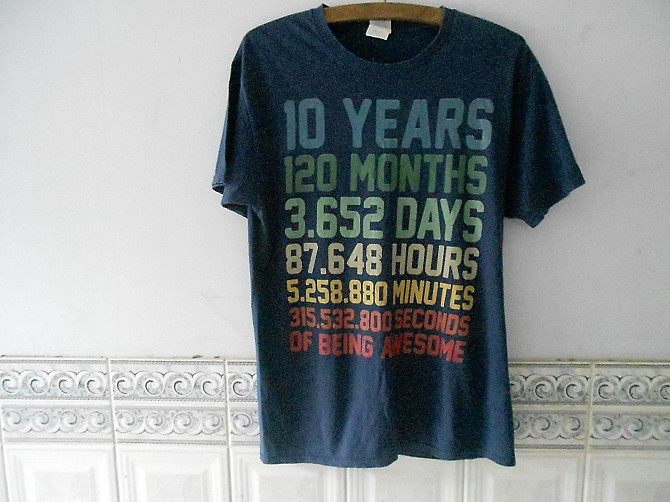 10 YEARS
120 MONTHS
3.652 DAYS
87.648 HOURS
5.258.880 MINUTES
315.532.800 SECONDS
OF BEING AWESOME